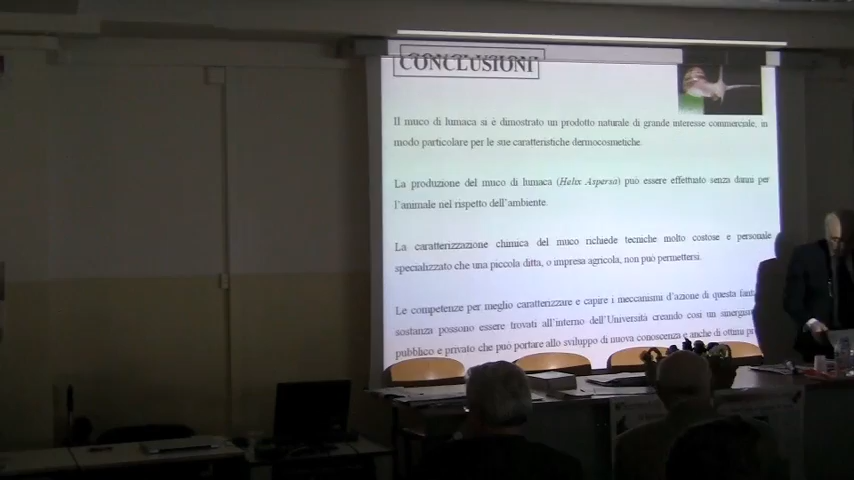 CONCLUSIONI
Il muco di lumaca si è dimostrato un prodotto naturale di grande interesse commerciale, in
modo particolare per le sue caratteristiche dermocosmetiche.
La produzione del muco di lumaca (Helix Aspersa) può essere effettuato senza danni per
l'animale nel rispetto dell'ambiente.
La caratterizzazione chimica del muco richiede tecniche molto costose e personale
specializzato che una piccola ditta, o impresa agricola, non può permettersi.
Le competenze per meglio caratterizzare e capire i meccanismi d'azione di questa
sostanza possono essere trovati all'interno dell'Università creando così un
pubblico e privato che può portare allo sviluppo di nuova conoscenza e anche di